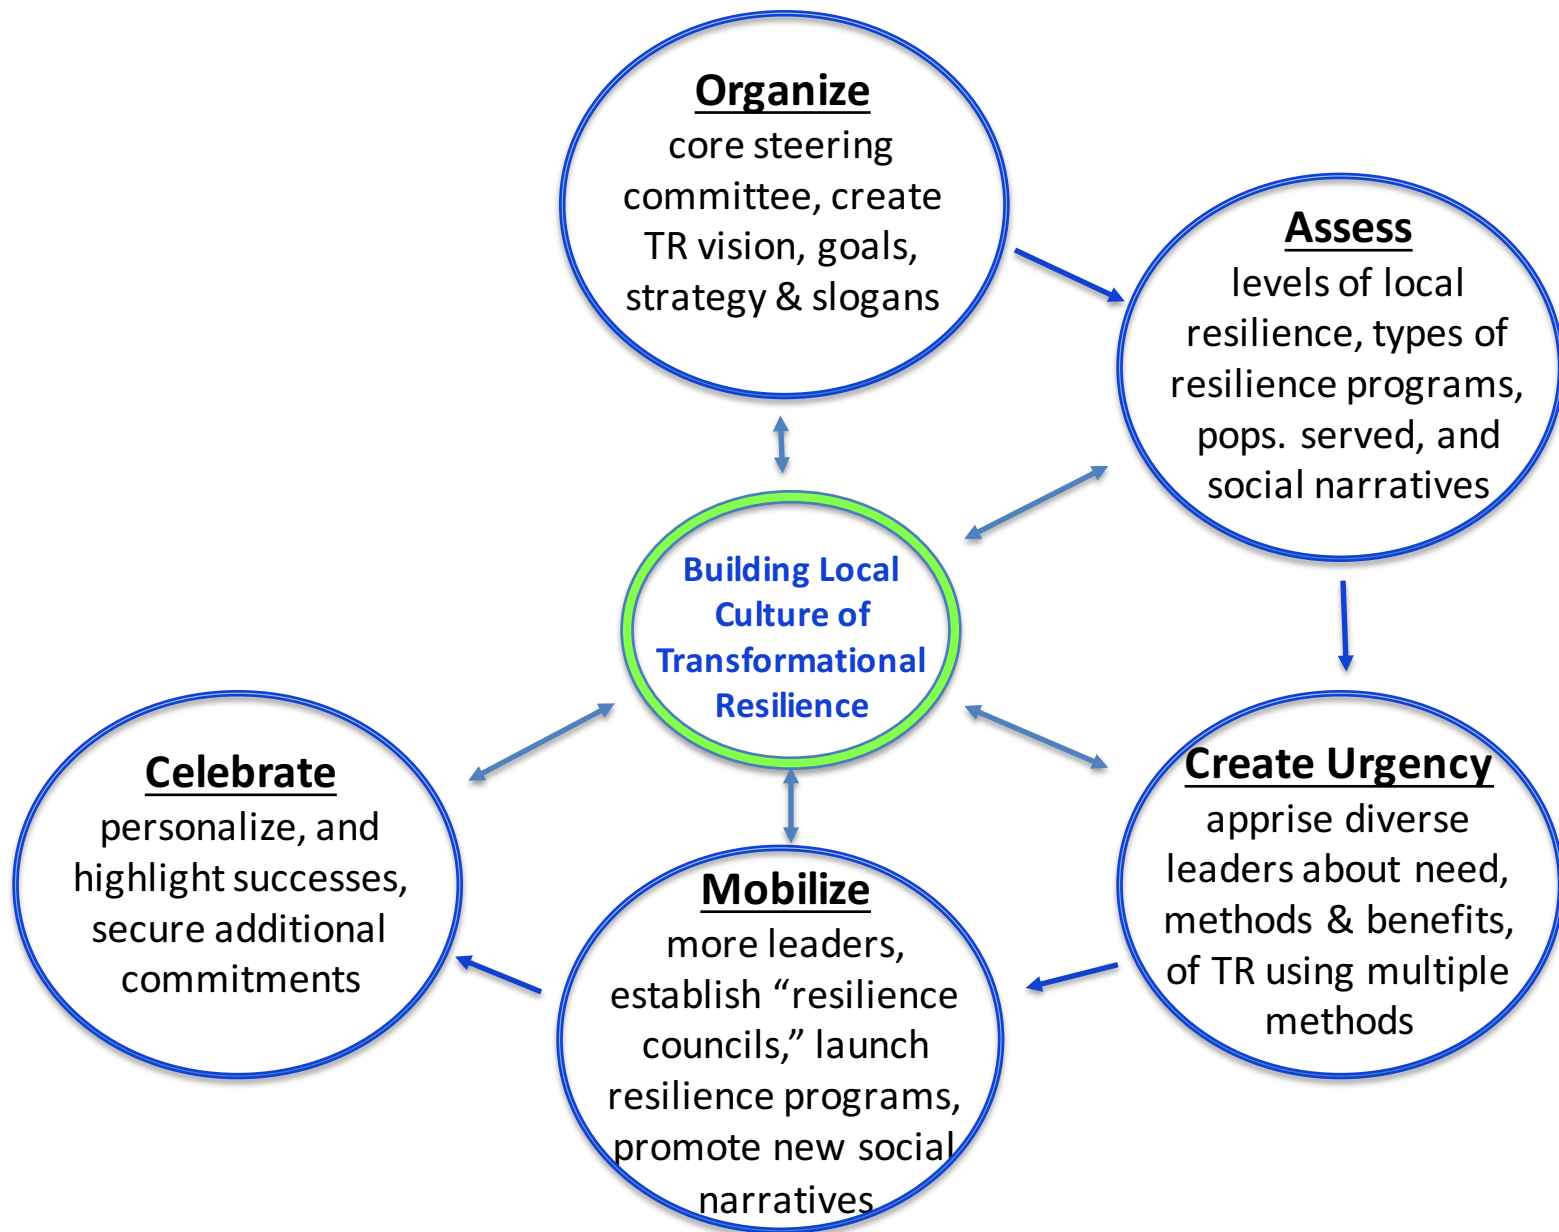 Organize
core steering
committee, create
TR vision, goals,
strategy & slogans
Assess
levels of local
resilience, types of
resilience programs,
pops. served, and
social narratives
Building Local
Culture of
Transformational
Resilience
Create Urgency
apprise diverse
leaders about need,
methods & benefits,
of TR using multiple
methods
Mobilize
more leaders,
establish “resilience
councils,” launch
resilience programs,
promote new social
narratives
Celebrate
personalize, and
highlight successes,
secure additional
commitments